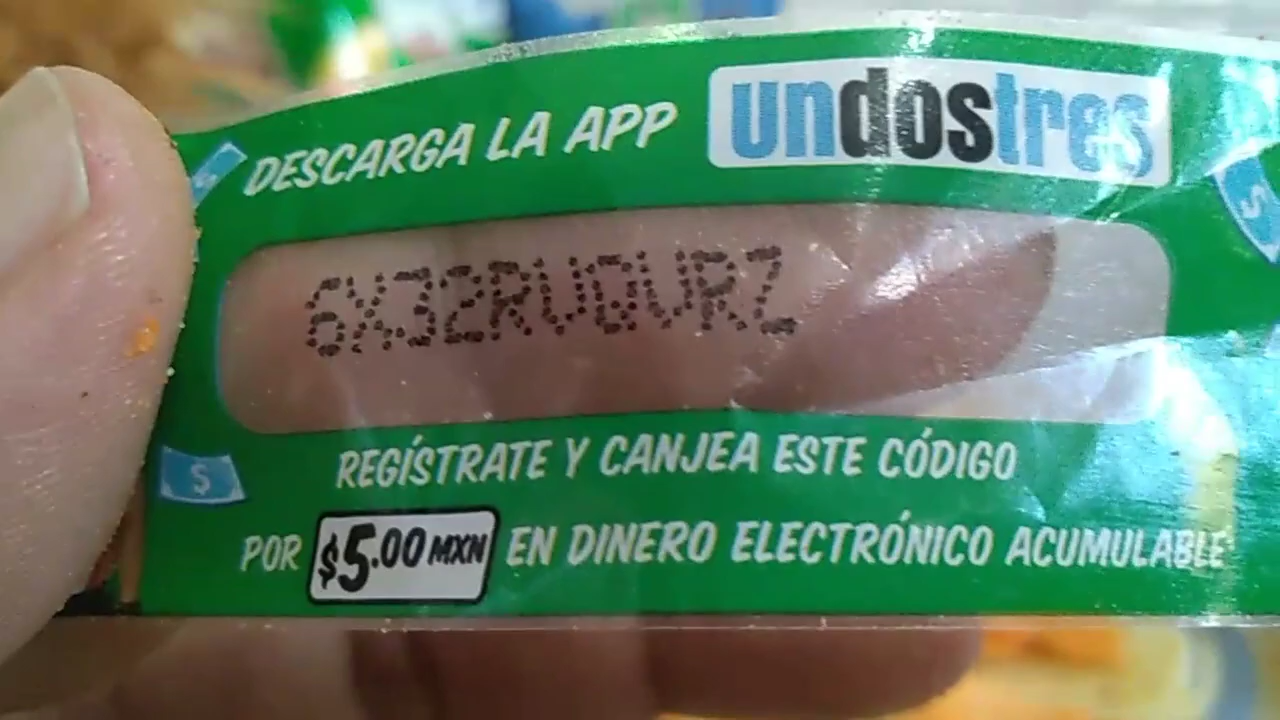 DESCARGA LA APP undostres
6XJ2RVGVRZ
REGÍSTRATE Y CANJEA ESTE CÓDIGO
POR $5.00 MXN EN DINERO ELECTRÓNICO ACUMULABLE